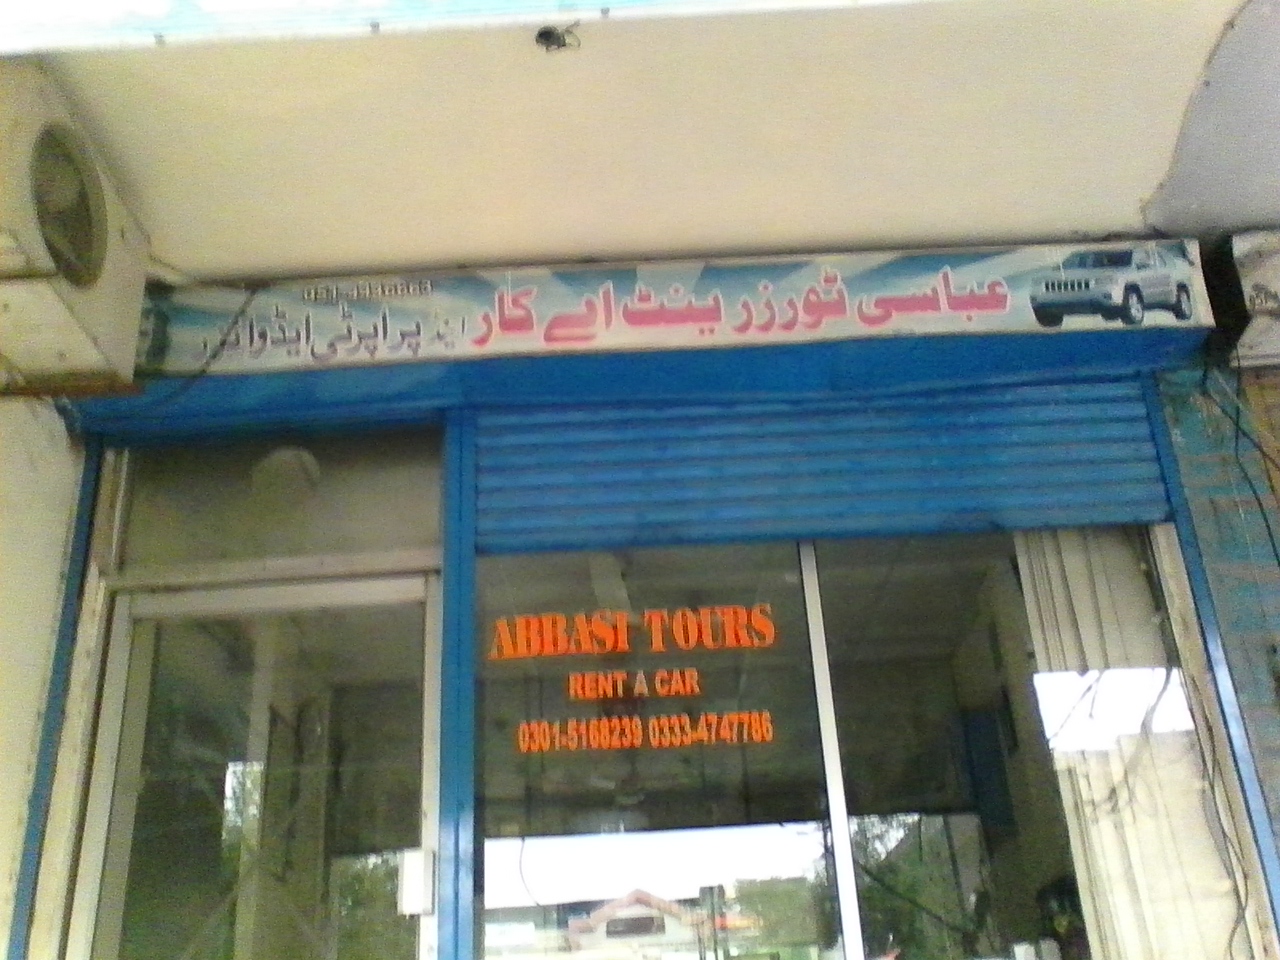 عباسی ٹورز رینٹ اے کار اینڈ پراپرٹی ایڈوائزر
ABBASI TOURS
RENT A CAR
0301-5168239 0333-4747786